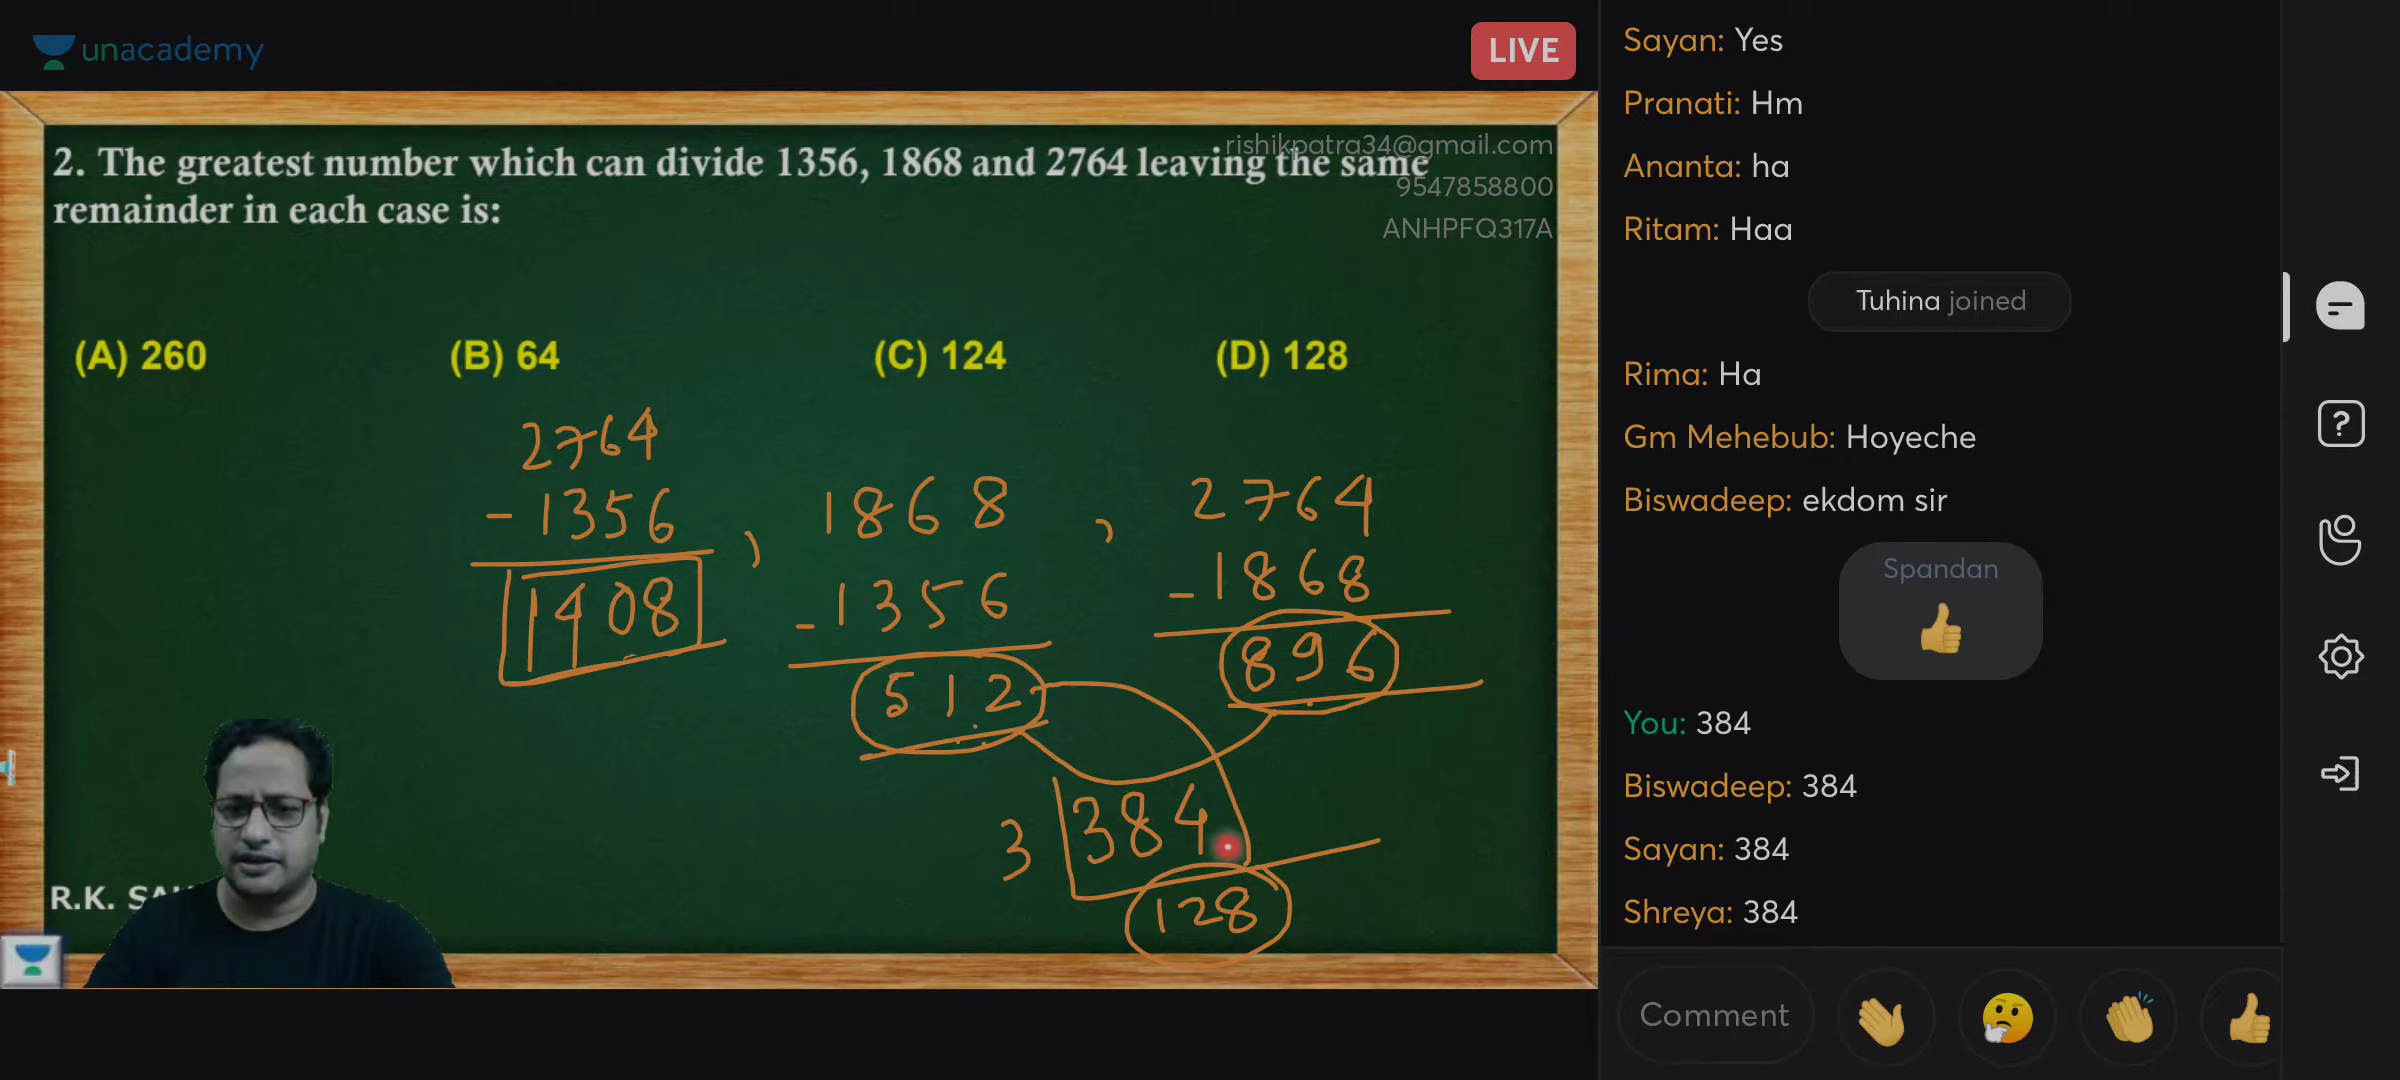 unacademy
LIVE
rishikpatra34@gmail.com
2. The greatest number which can divide 1356, 1868 and 2764 leaving the same
9547858800
remainder in each case is:
ANHPFQ317A
(A) 260 (B) 64 (C) 124 (D) 128
2764
- 1356
1408
,
1868
- 1356
512
,
2764
- 1868
896
3 384
128
R.K.
Sayan: Yes
Pranati: Hm
Ananta: ha
Ritam: Haa
Tuhina joined
Rima: Ha
Gm Mehebub: Hoyeche
Biswadeep: ekdom sir
Spandan
You: 384
Biswadeep: 384
Sayan: 384
Shreya: 384
Comment
?